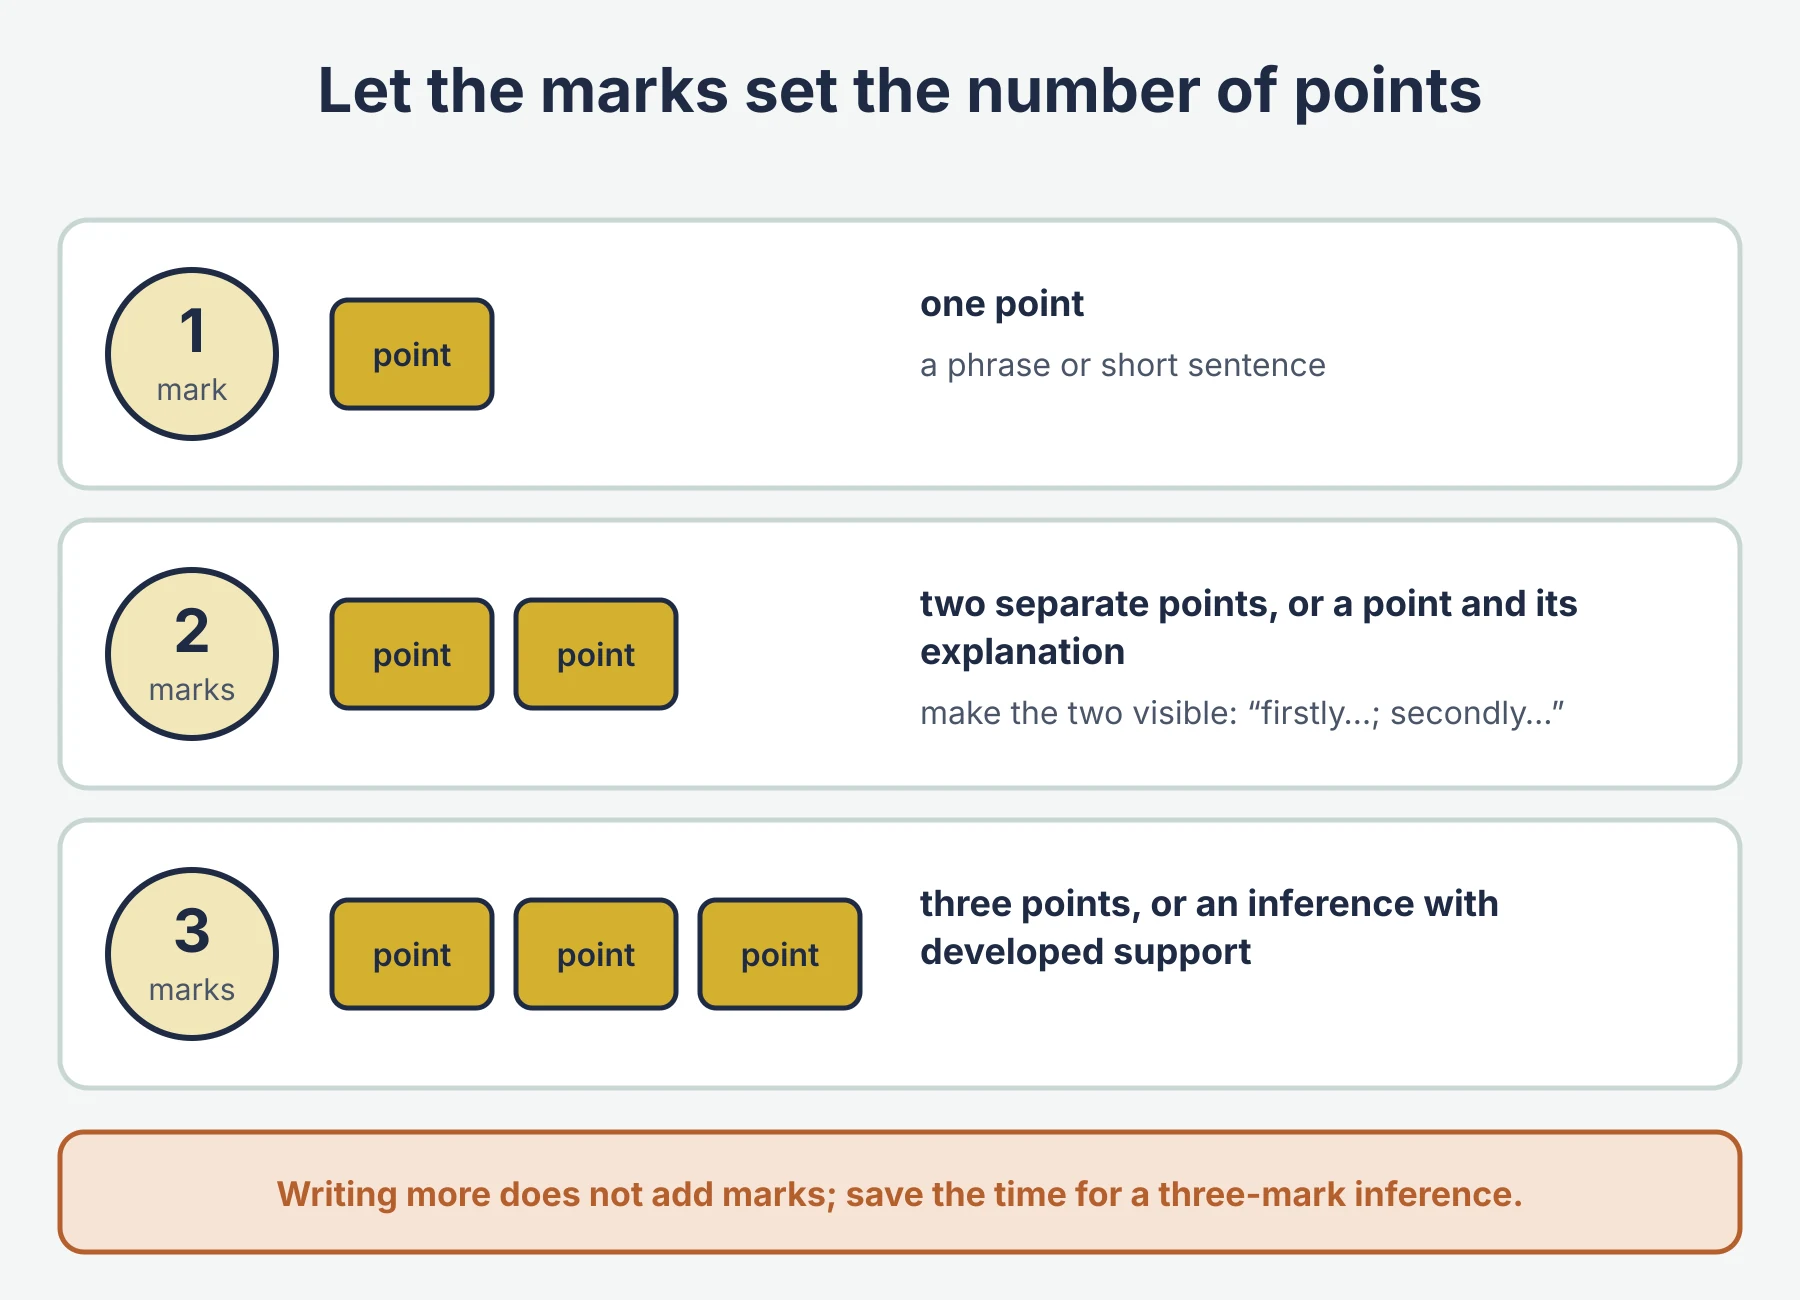 Let the marks set the number of points
1
mark
point
one point
a phrase or short sentence
2
marks
point
point
two separate points, or a point and its
explanation
make the two visible: “firstly…; secondly…”
3
marks
point
point
point
three points, or an inference with
developed support
Writing more does not add marks; save the time for a three-mark inference.